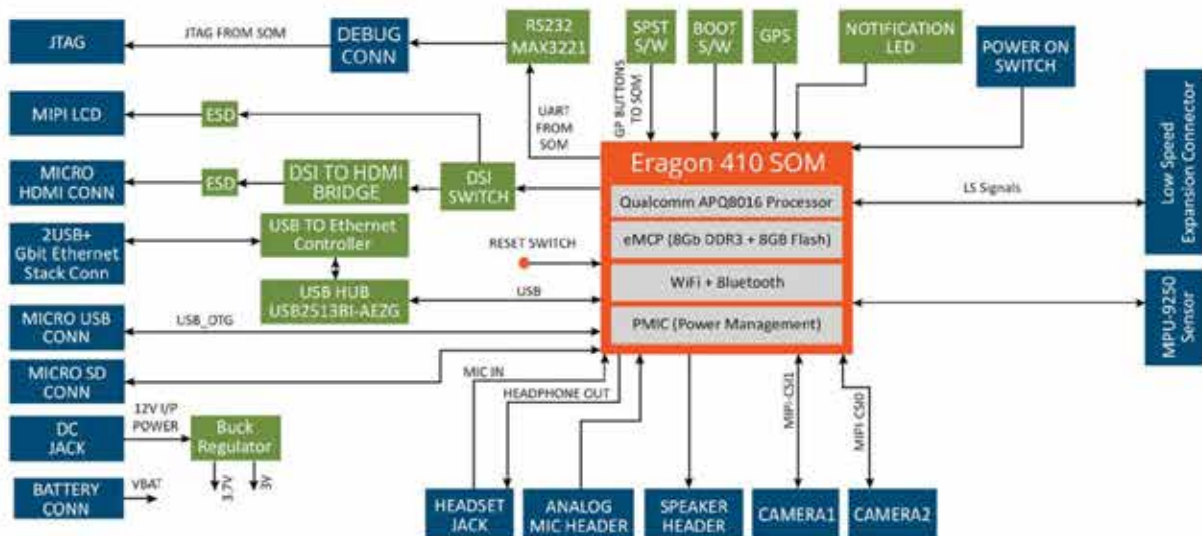 JTAG
JTAG FROM SOM
DEBUG
CONN
RS232
MAX3221
SPST
S/W
BOOT
S/W
GPS
NOTIFICATION
LED
POWER ON
SWITCH
MIPI LCD
ESD
UART
FROM
SOM
GP BUTTONS
TO SOM
MICRO
HDMI CONN
ESD
DSI TO HDMI
BRIDGE
DSI
SWITCH
Eragon 410 SOM
Qualcomm APQ8016 Processor
eMCP (8Gb DDR3 + 8GB Flash)
WiFi + Bluetooth
PMIC (Power Management)
LS Signals
Low Speed
Expansion Connector
2USB+
Gbit Ethernet
Stack Conn
USB TO Ethernet
Controller
RESET SWITCH
USB HUB
USB2513BI-AEZG
USB
MPU-9250
Sensor
MICRO USB
CONN
USB_OTG
MICRO SD
CONN
MIC IN
HEADPHONE OUT
MIPI-CSI1
MIPI-CSI0
DC
JACK
12V I/P
POWER
Buck
Regulator
3.7V
3V
BATTERY
CONN
VBAT
HEADSET
JACK
ANALOG
MIC HEADER
SPEAKER
HEADER
CAMERA1
CAMERA2